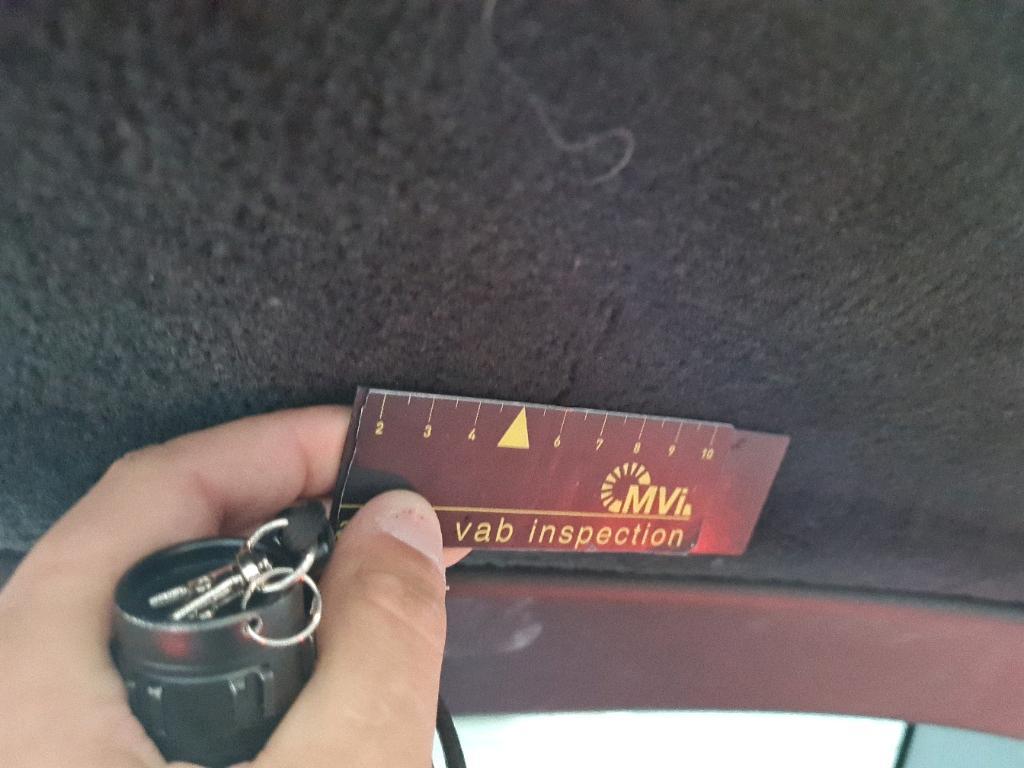 2 3 4 6 7 8 9 10
MVi.
vab inspection